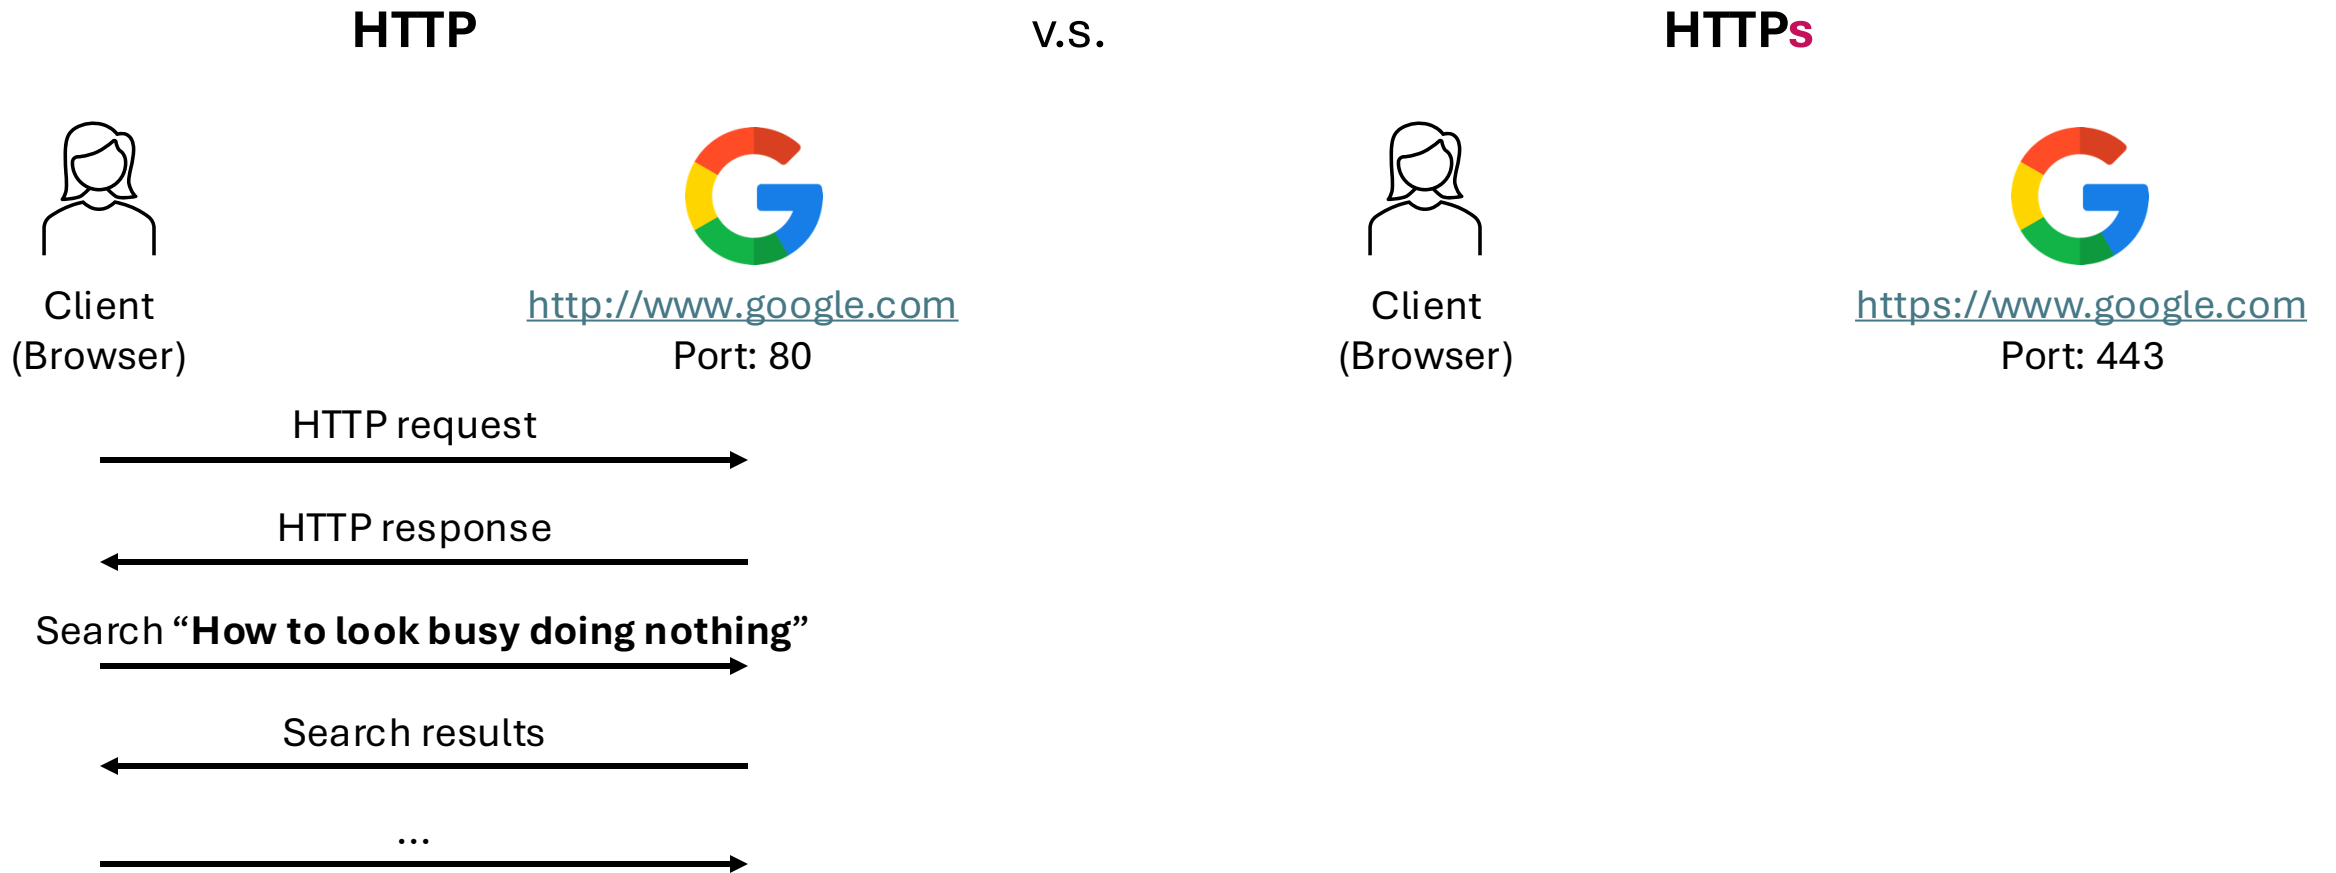 HTTP
v.s.
HTTPs
Client
(Browser)
http://www.google.com
Port: 80
Client
(Browser)
https://www.google.com
Port: 443
HTTP request
HTTP response
Search “How to look busy doing nothing”
Search results
...